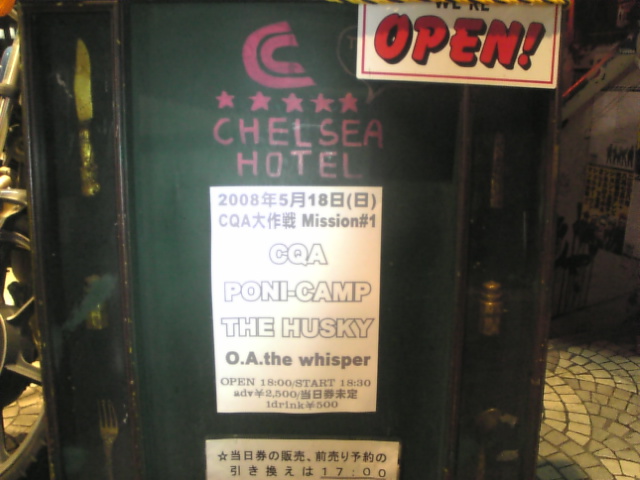 WE'RE
OPEN!
CHELSEA
HOTEL
2008年5月18日(日)
CQA大作戦 Mission#1
CQA
PONI-CAMP
THE HUSKY
O.A.the whisper
OPEN 18:00/START 18:30
adv¥2,500/当日券未定
1drink¥500
☆当日券の販売、前売り予約の
引き換えは17:00